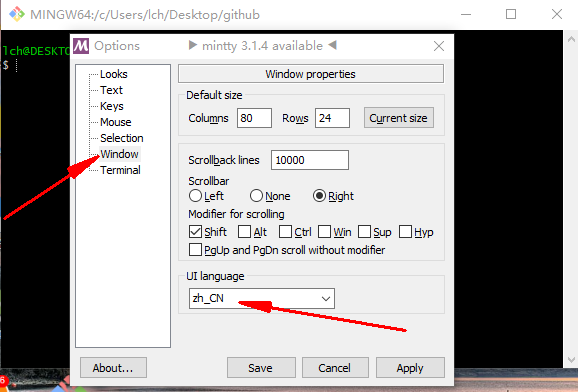 MINGW64:/c/Users/lch/Desktop/github
Options
▶ mintty 3.1.4 available ◀
lch@DESKTO
$
Looks
Text
Keys
Mouse
Selection
Window
Terminal
Window properties
Default size
Columns 80 Rows 24 Current size
Scrollback lines 10000
Scrollbar
Left None Right
Modifier for scrolling
Shift Alt Ctrl Win Sup Hyp
PgUp and PgDn scroll without modifier
UI language
zh_CN
About... Save Cancel Apply